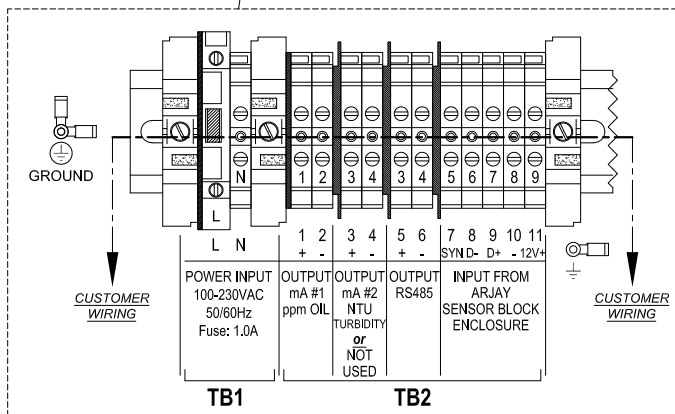 N 1 2 3 4 3 4 5 6 7 8 9
GROUND
L
L N 1 2 3 4 5 6 7 8 9 10 11
+ - + - + - SYN D- D+ - 12V+
CUSTOMER
WIRING
POWER INPUT
100-230VAC
50/60Hz
Fuse: 1.0A
OUTPUT
mA #1
ppm OIL
OUTPUT
mA #2
NTU
TURBIDITY
or
NOT
USED
OUTPUT
RS485
INPUT FROM
ARJAY
SENSOR BLOCK
ENCLOSURE
CUSTOMER
WIRING
TB1 TB2